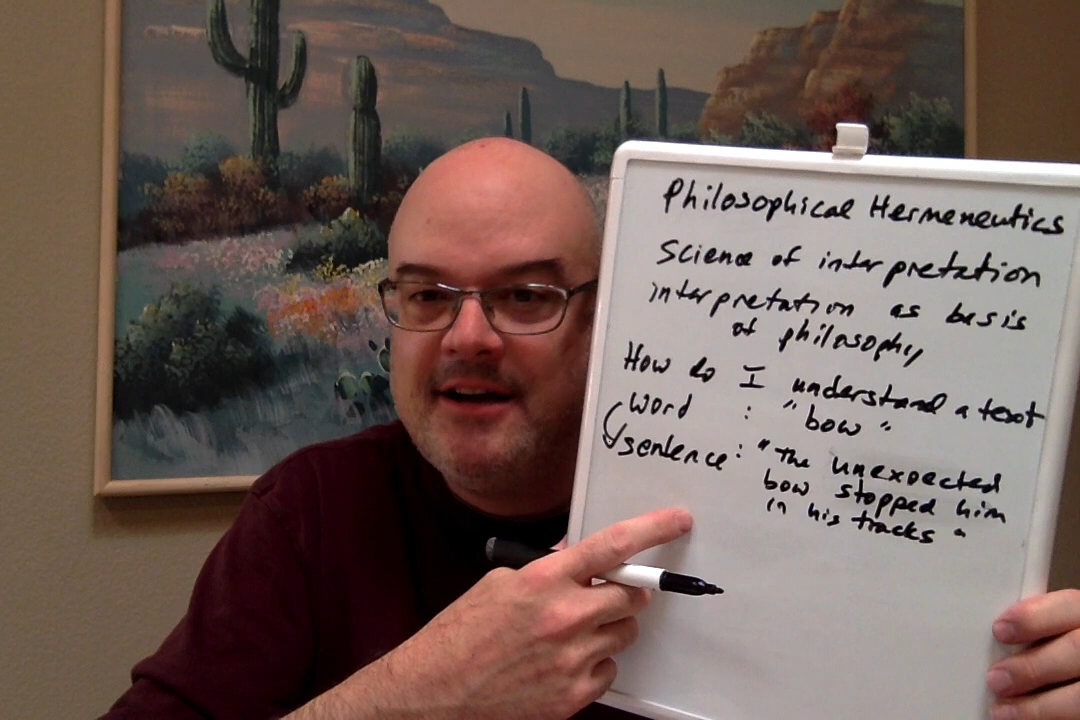 Philosophical Hermeneutics
Science of interpretation
interpretation as basis
of philosophy
How do I understand a text
word : "bow"
sentence: "The unexpected
bow stopped him
in his tracks"